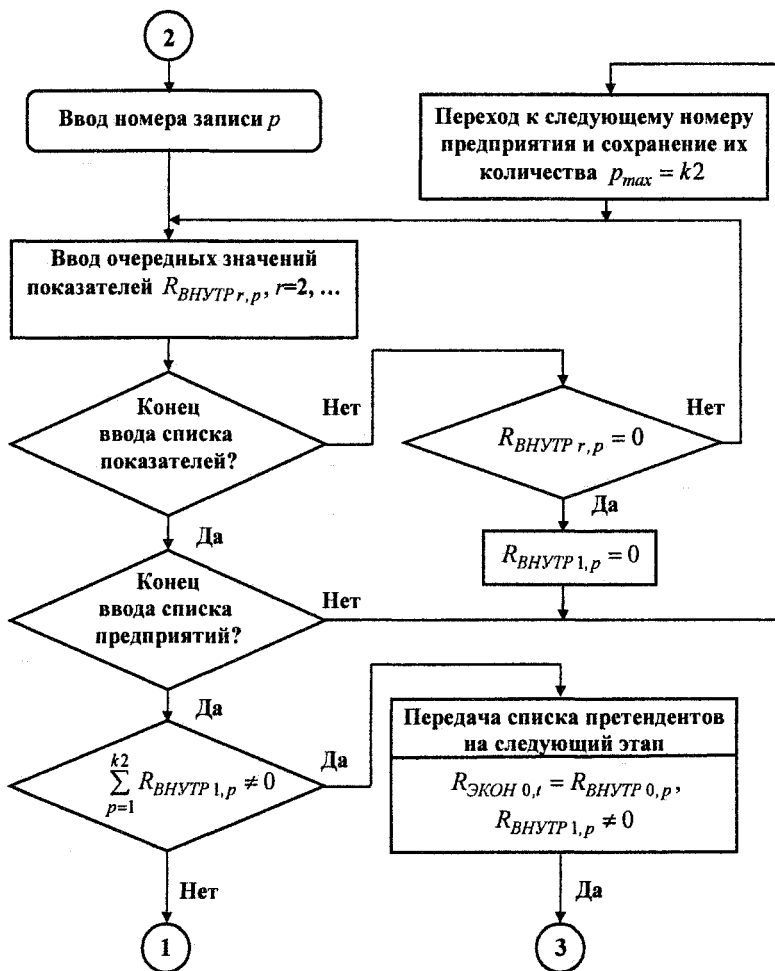 2
Ввод номера записи p
Переход к следующему номеру
предприятия и сохранение их
количества p_max = k2
Ввод очередных значений
показателей R_ВНУТР r,p, r=2, ...
Конец
ввода списка
показателей?
Нет
R_ВНУТР r,p = 0
Нет
Да
Да
R_ВНУТР 1,p = 0
Конец
ввода списка
предприятий?
Нет
Да
Передача списка претендентов
на следующий этап
R_ЭКОН 0,t = R_ВНУТР 0,p,
R_ВНУТР 1,p ≠ 0
k2
∑ R_ВНУТР 1,p ≠ 0
p=1
Да
Нет
Да
1
3